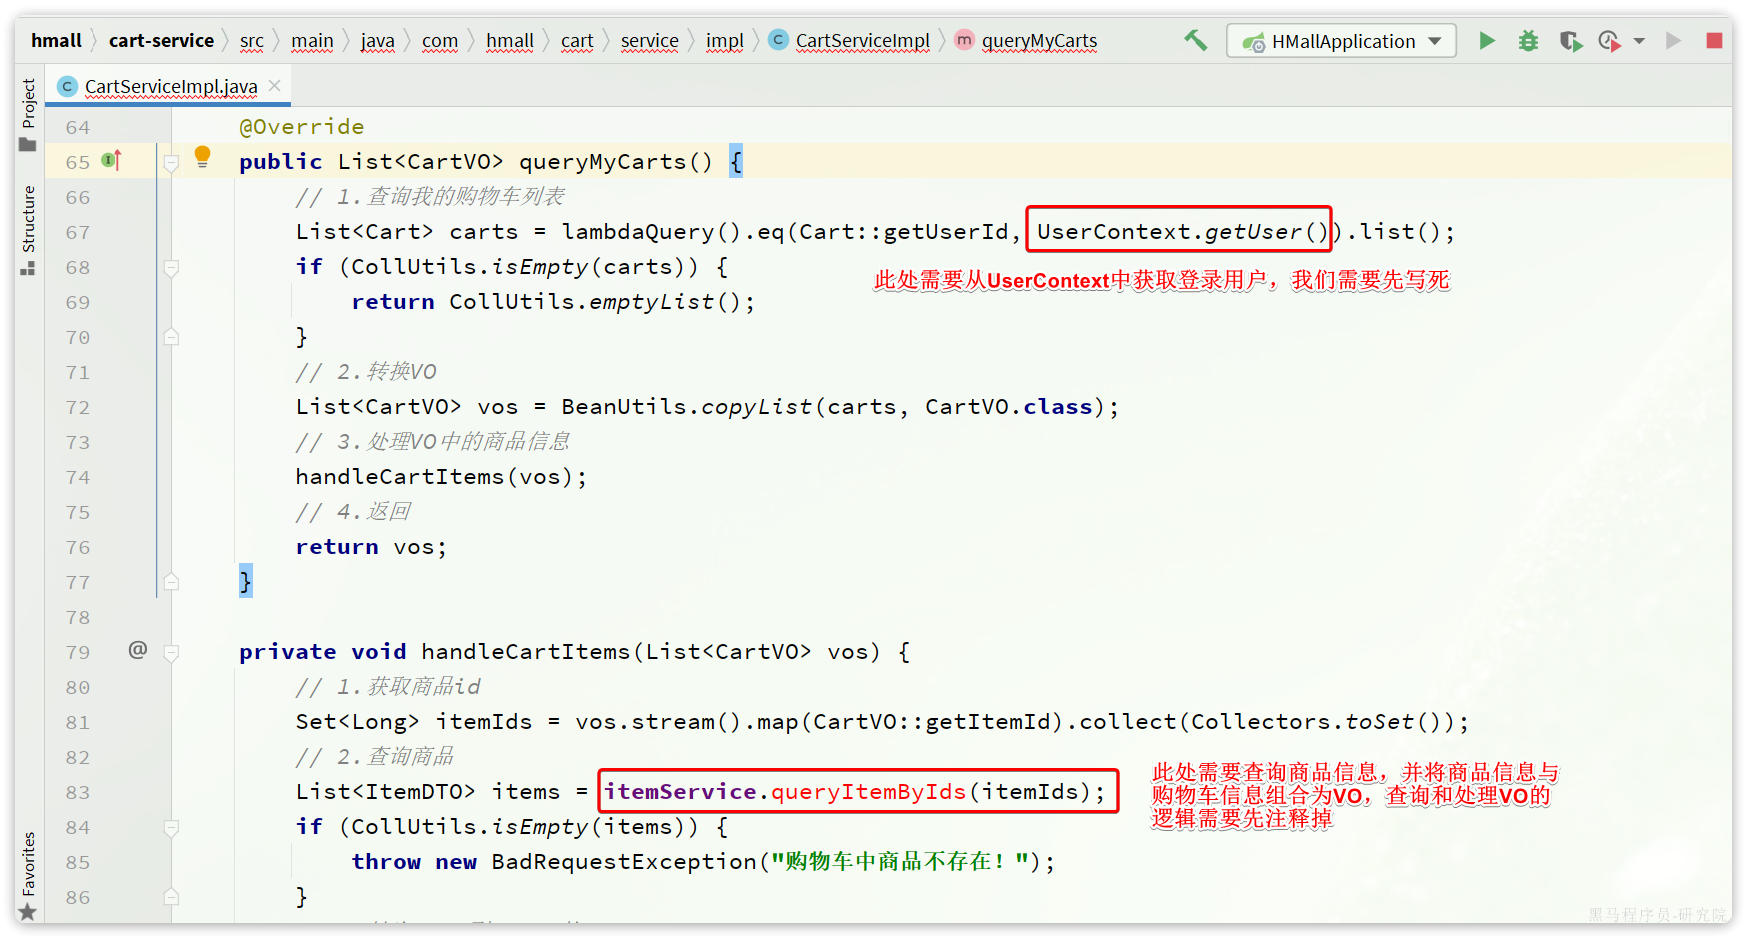 hmall cart-service src main java com hmall cart service impl CartServiceImpl queryMyCarts HMallApplication
CartServiceImpl.java
Project
Structure
Favorites
64 @Override
65 public List<CartVO> queryMyCarts() {
66 // 1.查询我的购物车列表
67 List<Cart> carts = lambdaQuery().eq(Cart::getUserId, UserContext.getUser()).list();
68 if (CollUtils.isEmpty(carts)) {
此处需要从UserContext中获取登录用户，我们需要先写死
69 return CollUtils.emptyList();
70 }
71 // 2.转换VO
72 List<CartVO> vos = BeanUtils.copyList(carts, CartVO.class);
73 // 3.处理VO中的商品信息
74 handleCartItems(vos);
75 // 4.返回
76 return vos;
77 }
78
79 private void handleCartItems(List<CartVO> vos) {
80 // 1.获取商品id
81 Set<Long> itemIds = vos.stream().map(CartVO::getItemId).collect(Collectors.toSet());
82 // 2.查询商品
83 List<ItemDTO> items = itemService.queryItemByIds(itemIds);
此处需要查询商品信息，并将商品信息与
购物车信息组合为VO，查询和处理VO的
逻辑需要先注释掉
84 if (CollUtils.isEmpty(items)) {
85 throw new BadRequestException("购物车中商品不存在！");
86 }
黑马程序员-研究院